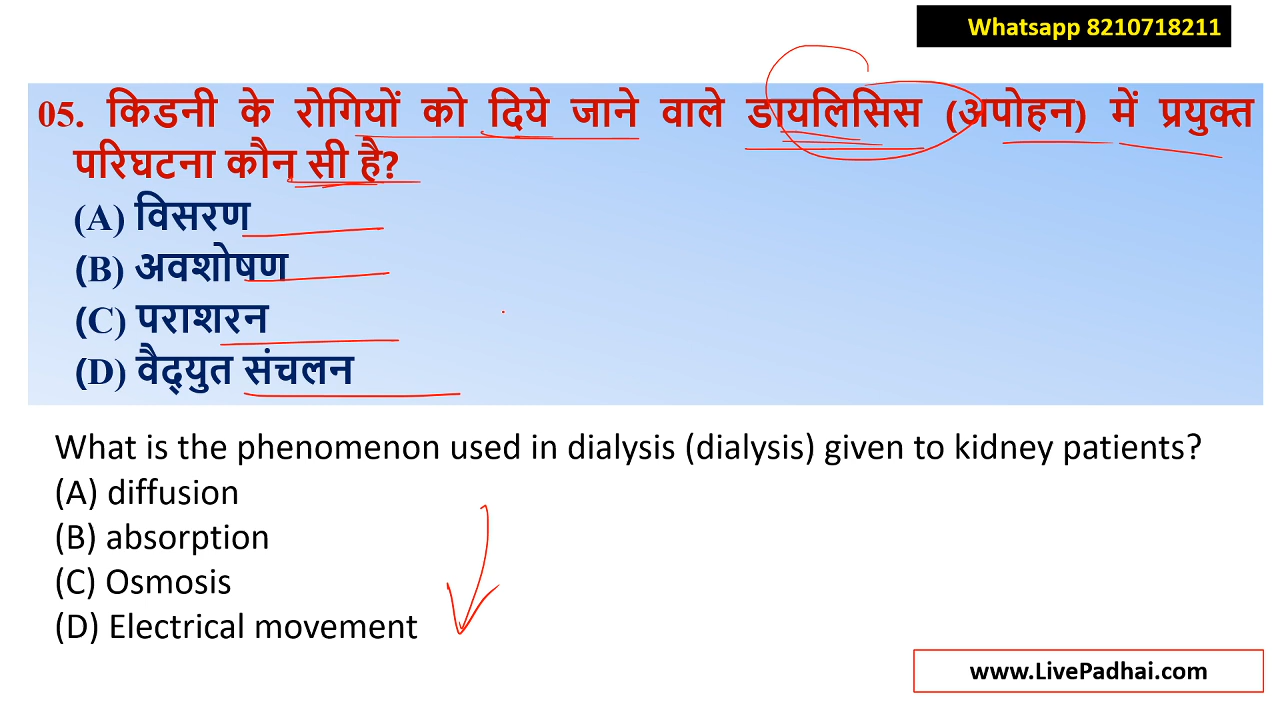 Whatsapp 8210718211
05. किडनी के रोगियों को दिये जाने वाले डायलिसिस (अपोहन) में प्रयुक्त
परिघटना कौन सी है?
(A) विसरण
(B) अवशोषण
(C) पराशरन
(D) वैद्युत संचलन
What is the phenomenon used in dialysis (dialysis) given to kidney patients?
(A) diffusion
(B) absorption
(C) Osmosis
(D) Electrical movement
www.LivePadhai.com